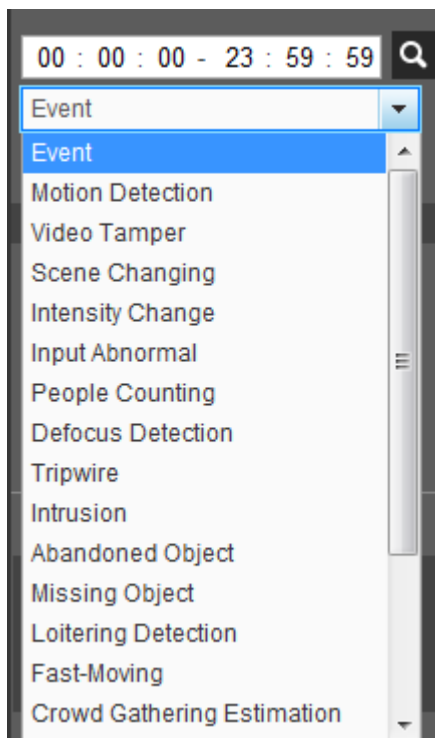 00 : 00 : 00 - 23 : 59 : 59
Event
Event
Motion Detection
Video Tamper
Scene Changing
Intensity Change
Input Abnormal
People Counting
Defocus Detection
Tripwire
Intrusion
Abandoned Object
Missing Object
Loitering Detection
Fast-Moving
Crowd Gathering Estimation